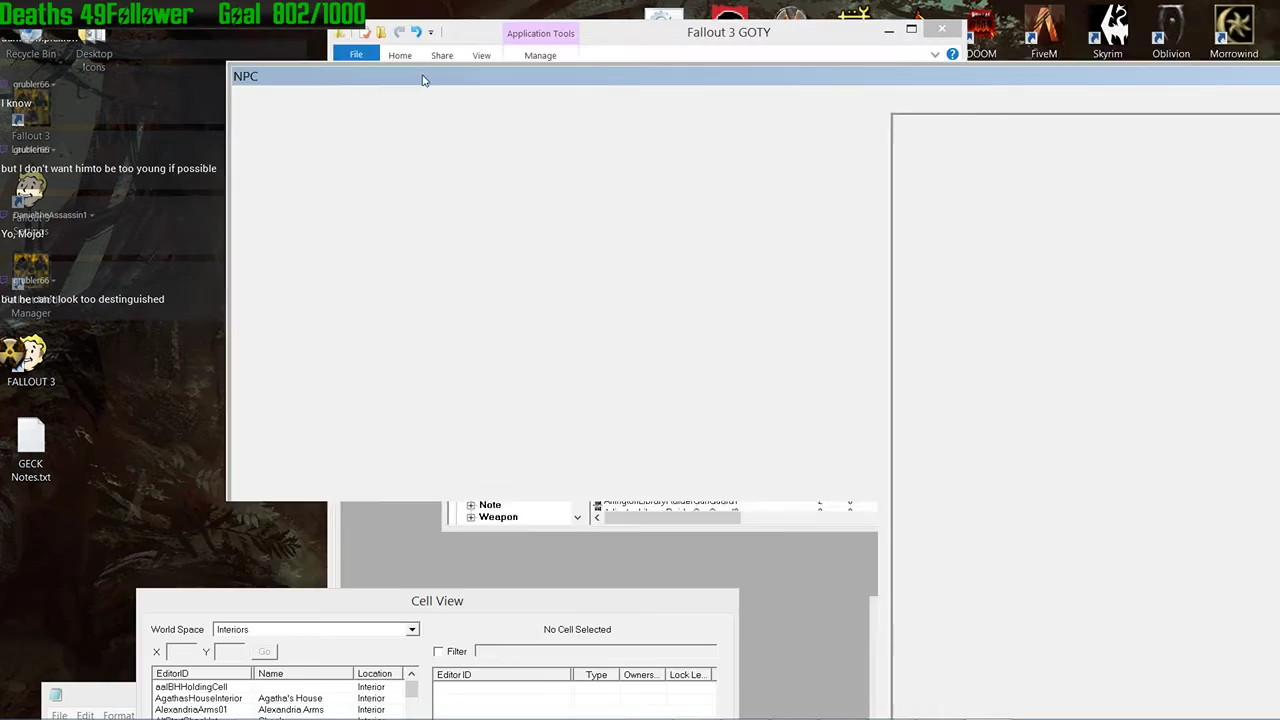 Deaths 49Follower Goal 802/1000
Fallout 3 GOTY
Application Tools
File Home Share View Manage
Recycle Bin
Desktop Icons
DOOM
FiveM
Skyrim
Oblivion
Morrowind
NPC
grubler66
I know
Fallout 3
but I don't want himto be too young if possible
DanieltheAssassin1
Yo, Mojo!
grubler66
but he can't look too destinguished
Manager
FALLOUT 3
GECK
Notes.txt
Note
Weapon
Cell View
World Space Interiors No Cell Selected
X Y Go Filter
EditorID Name Location
Editor ID Type Owners... Lock Le...
aaIBHHoldingCell Interior
AgathasHouseInterior Agatha's House Interior
AlexandriaArms01 Alexandria Arms Interior
File Edit Format